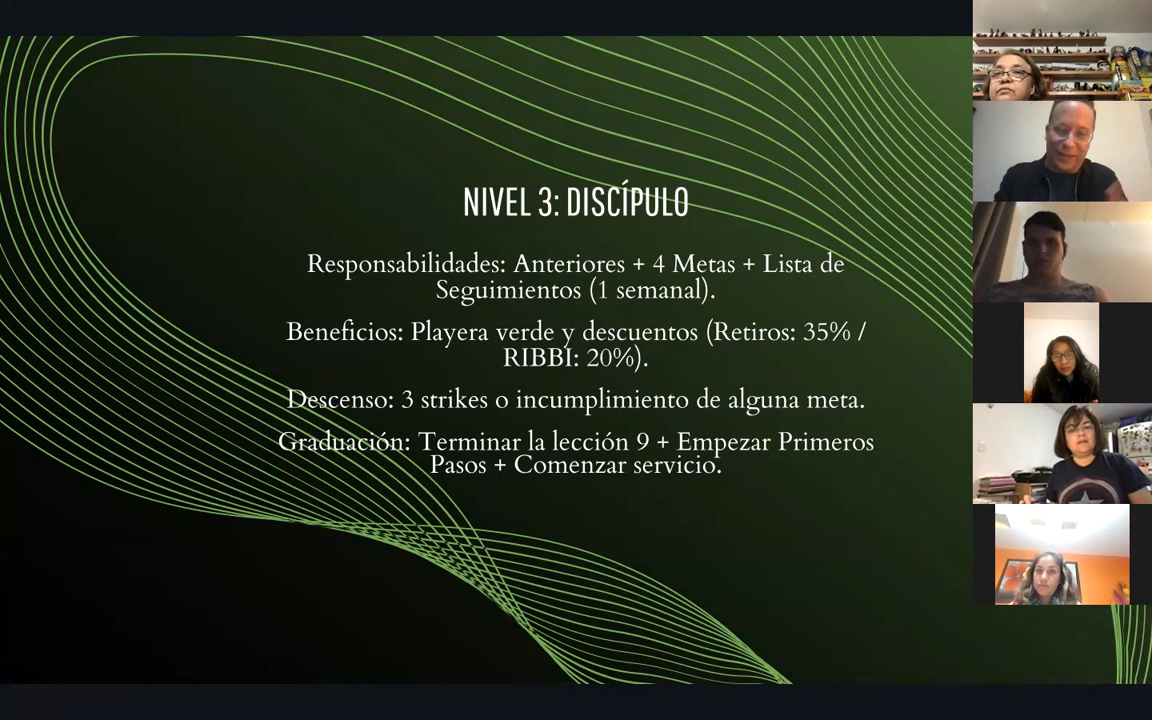 NIVEL 3: DISCÍPULO
Responsabilidades: Anteriores + 4 Metas + Lista de
Seguimientos (1 semanal).
Beneficios: Playera verde y descuentos (Retiros: 35% /
RIBBI: 20%).
Descenso: 3 strikes o incumplimiento de alguna meta.
Graduación: Terminar la lección 9 + Empezar Primeros
Pasos + Comenzar servicio.